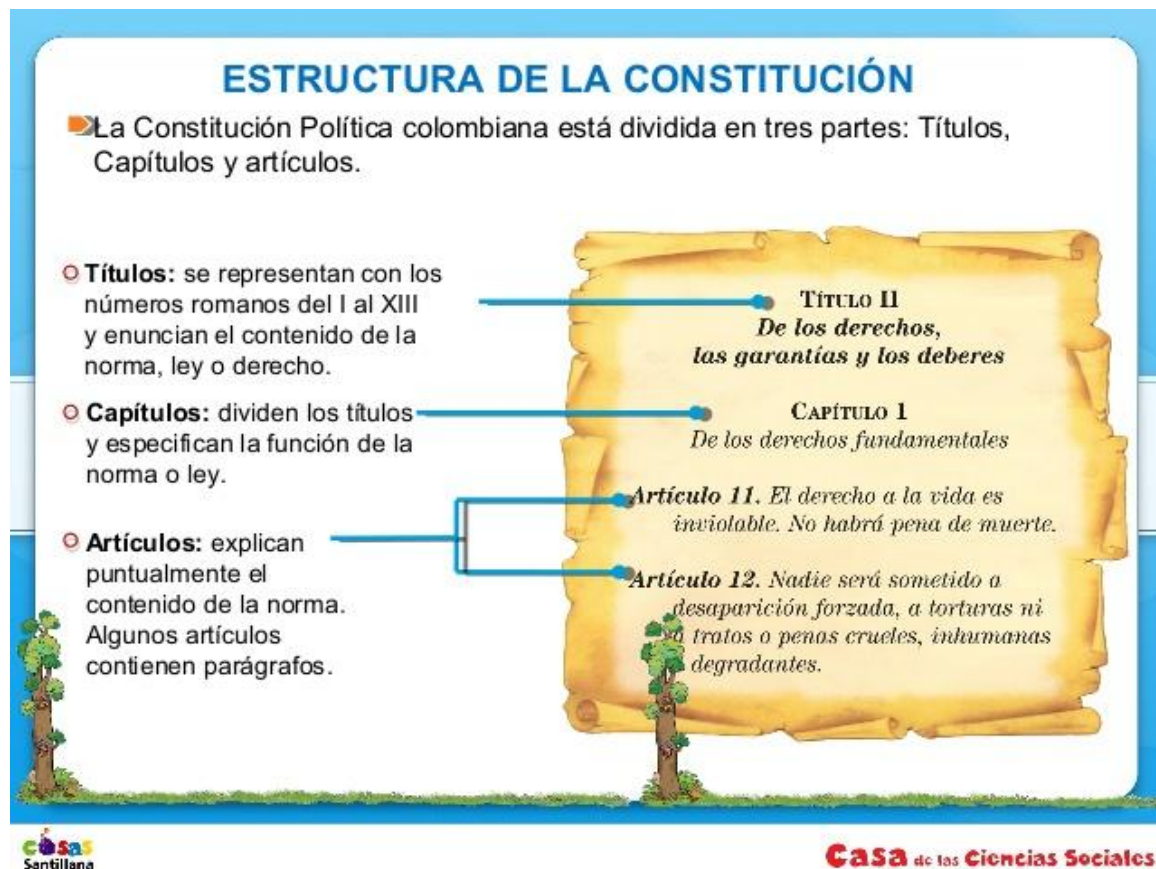 ESTRUCTURA DE LA CONSTITUCIÓN
La Constitución Política colombiana está dividida en tres partes: Títulos,
Capítulos y artículos.
Títulos: se representan con los
números romanos del I al XIII
y enuncian el contenido de la
norma, ley o derecho.
Capítulos: dividen los títulos
y especifican la función de la
norma o ley.
Artículos: explican
puntualmente el
contenido de la norma.
Algunos artículos
contienen parágrafos.
TÍTULO II
De los derechos,
las garantías y los deberes
CAPÍTULO 1
De los derechos fundamentales
Artículo 11. El derecho a la vida es
inviolable. No habrá pena de muerte.
Artículo 12. Nadie será sometido a
desaparición forzada, a torturas ni
a tratos o penas crueles, inhumanas
degradantes.
cosas
Santillana
Casa de las Ciencias Sociales